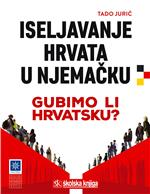 TADO JURIĆ
ISELJAVANJE
HRVATA
U NJEMAČKU
GUBIMO LI
HRVATSKU?
školska knjiga